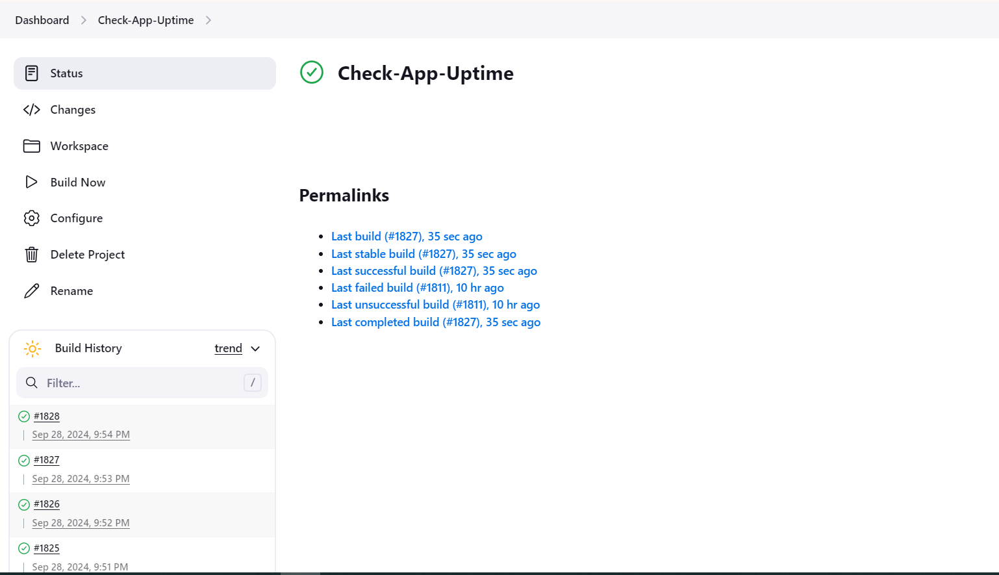 Dashboard
Check-App-Uptime
Status
Changes
Workspace
Build Now
Configure
Delete Project
Rename
Build History
trend
Filter...
/
#1828
Sep 28, 2024, 9:54 PM
#1827
Sep 28, 2024, 9:53 PM
#1826
Sep 28, 2024, 9:52 PM
#1825
Sep 28, 2024, 9:51 PM
Check-App-Uptime
Permalinks
Last build (#1827), 35 sec ago
Last stable build (#1827), 35 sec ago
Last successful build (#1827), 35 sec ago
Last failed build (#1811), 10 hr ago
Last unsuccessful build (#1811), 10 hr ago
Last completed build (#1827), 35 sec ago